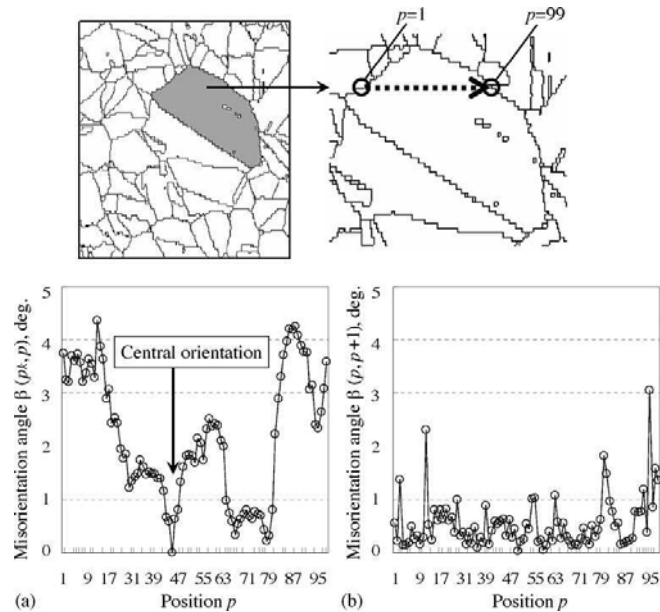 p=1
p=99
Misorientation angle β (pk, p), deg.
5
4
3
2
1
0
Central orientation
1 9 17 31 39 47 55 63 71 79 87 95
(a)
Position p
Misorientation angle β (p, p+1), deg.
5
4
3
2
1
0
1 9 17 31 39 47 55 63 71 79 87 95
(b)
Position p